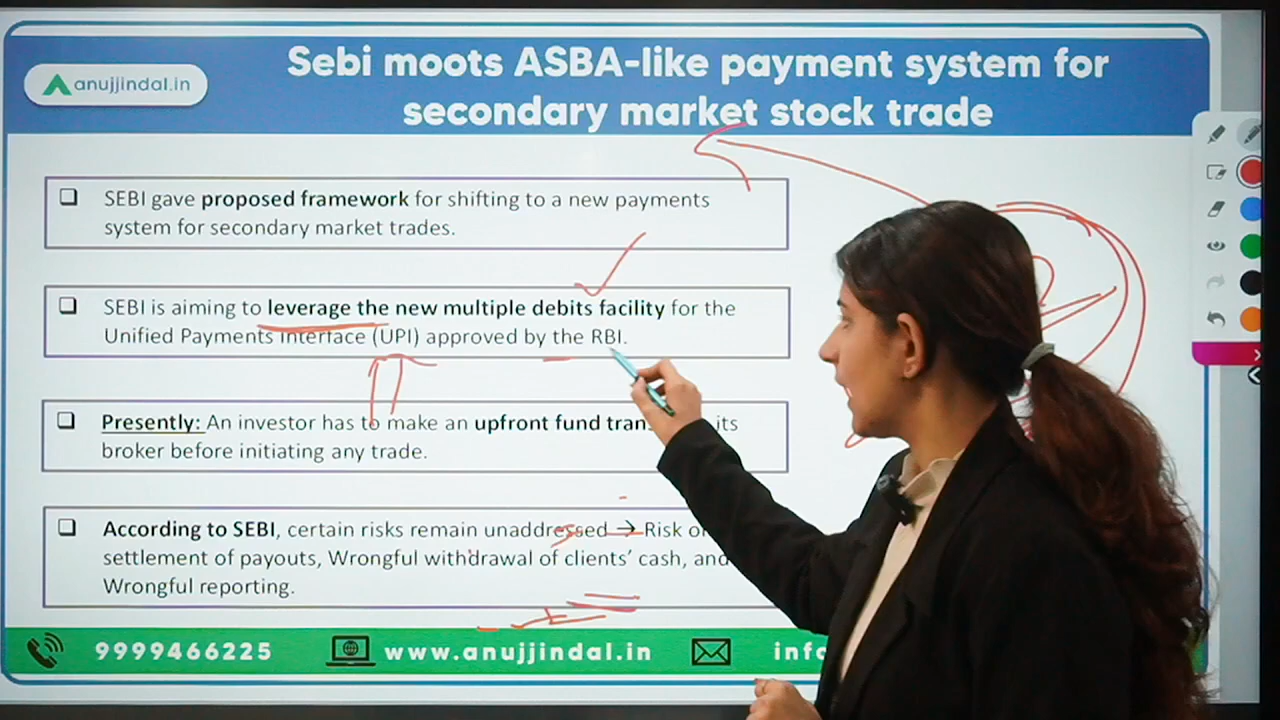 Sebi moots ASBA-like payment system for
secondary market stock trade
anujjindal.in
SEBI gave proposed framework for shifting to a new payments
system for secondary market trades.
SEBI is aiming to leverage the new multiple debits facility for the
Unified Payments Interface (UPI) approved by the RBI.
Presently: An investor has to make an upfront fund its
broker before initiating any trade.
According to SEBI, certain risks remain unaddressed → Risk
settlement of payouts, Wrongful withdrawal of clients' cash, and
Wrongful reporting.
9999466225 www.anujjindal.in